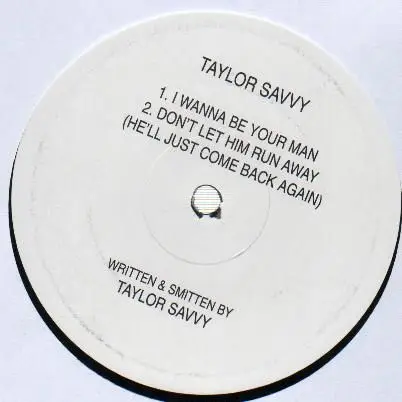 TAYLOR SAVVY
1. I WANNA BE YOUR MAN
2. DON'T LET HIM RUN AWAY
(HE'LL JUST COME BACK AGAIN)
WRITTEN & SMITTEN BY
TAYLOR SAVVY